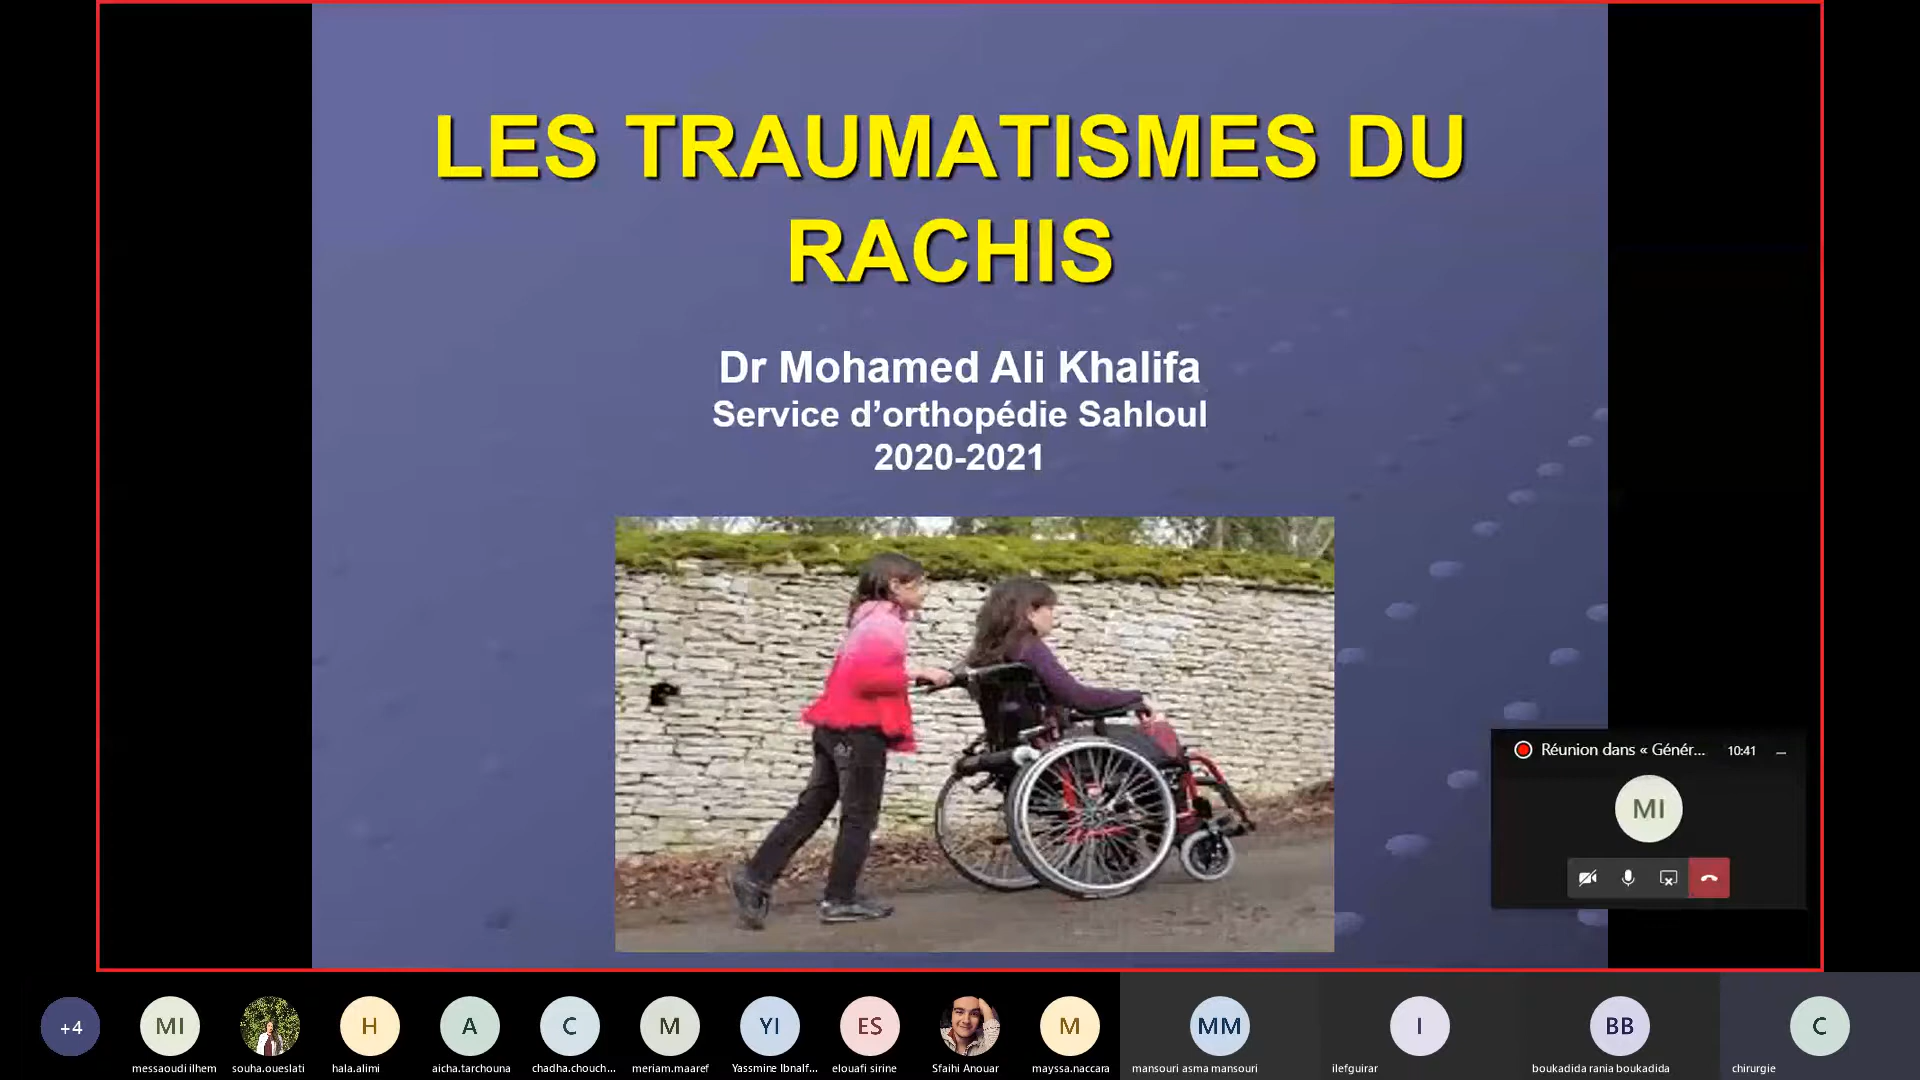 LES TRAUMATISMES DU
RACHIS
Dr Mohamed Ali Khalifa
Service d’orthopédie Sahloul
2020-2021
Réunion dans « Génér... 10:41
MI
+4
MI
H
A
C
M
YI
ES
M
MM
I
BB
C
messaoudi ilhem
souha.oueslati
hala.alimi
aicha.tarchouna
chadha.chouch...
meriam.maaref
Yassmine Ibnalf...
elouafi sirine
Sfaihi Anouar
mayssa.naccara
mansouri asma mansouri
ilefguirar
boukadida rania boukadida
chirurgie